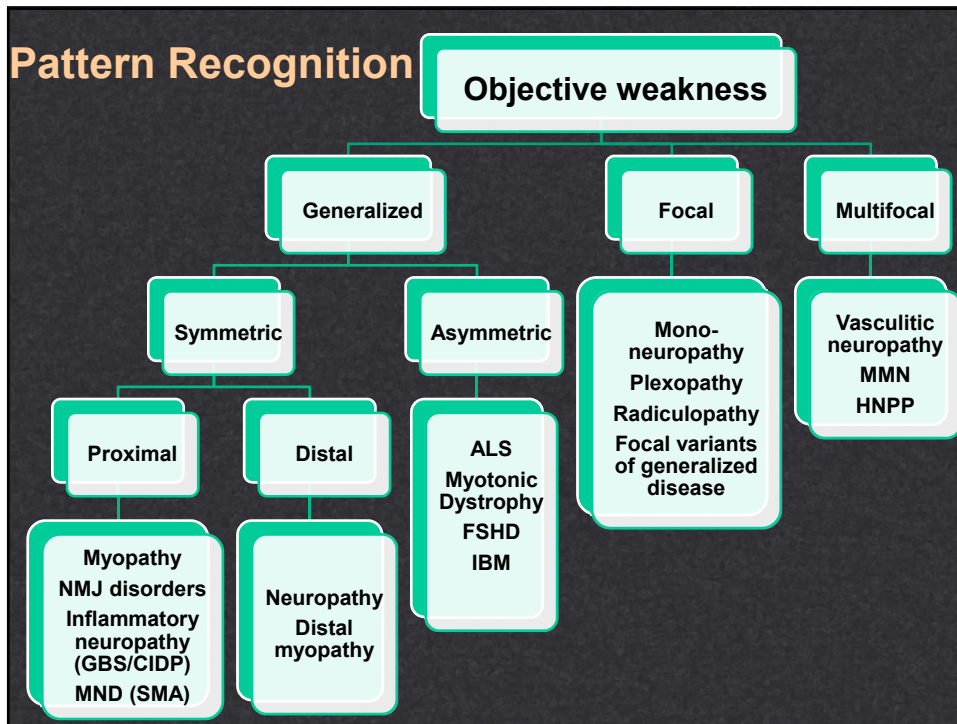 Pattern Recognition
Objective weakness
Generalized
Focal
Multifocal
Symmetric
Asymmetric
Mono-
neuropathy
Plexopathy
Radiculopathy
Focal variants
of generalized
disease
Vasculitic
neuropathy
MMN
HNPP
Proximal
Distal
ALS
Myotonic
Dystrophy
FSHD
IBM
Myopathy
NMJ disorders
Inflammatory
neuropathy
(GBS/CIDP)
MND (SMA)
Neuropathy
Distal
myopathy